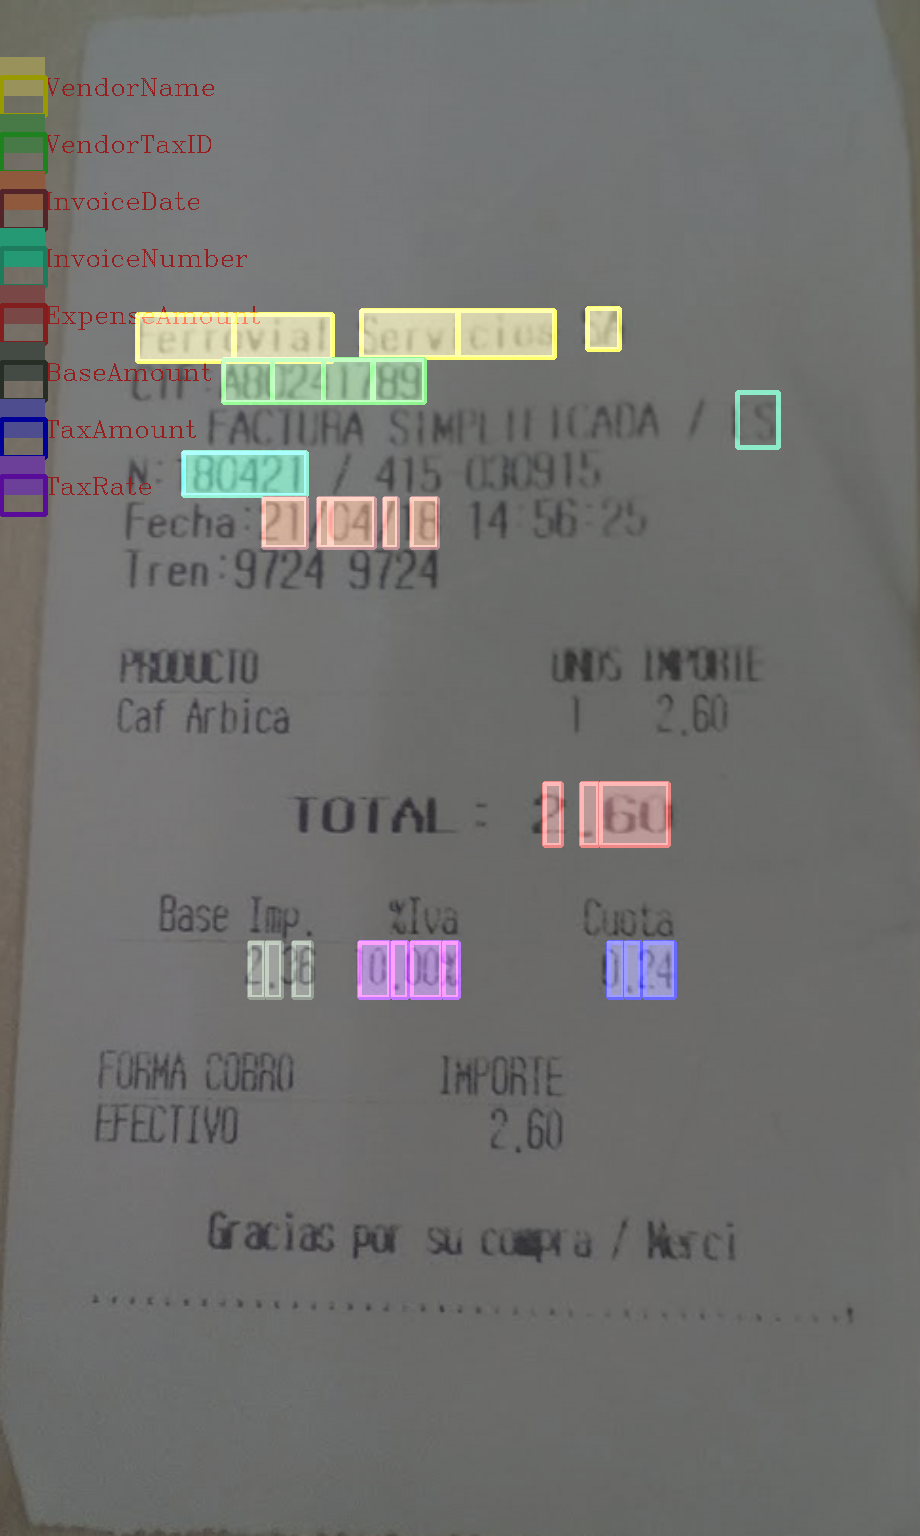 VendorName
VendorTaxID
InvoiceDate
InvoiceNumber
ExpenseAmount
BaseAmount
TaxAmount
TaxRate
Ferrovial Servicios SA
CIF:A80241789
FACTURA SIMPLIFICADA / ES
N: 180421 / 415-030915
Fecha:21/04/18 14:56:25
Tren:9724 9724
PRODUCTO UNDS IMPORTE
Caf Arbica 1 2.60
TOTAL: 2.60
Base Imp. %Iva Cuota
2.36 10.00% 0.24
FORMA COBRO IMPORTE
EFECTIVO 2.60
Gracias por su compra / Merci